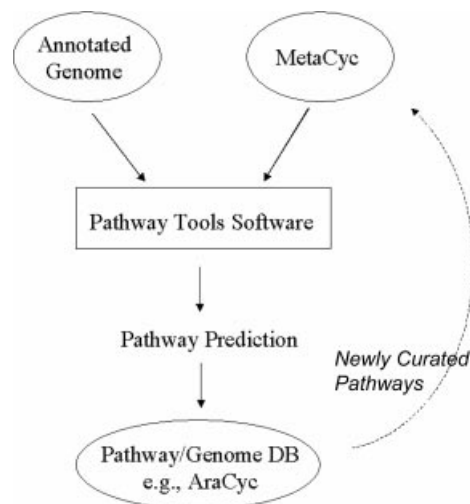 Annotated
Genome
MetaCyc
Pathway Tools Software
Pathway Prediction
Newly Curated
Pathways
Pathway/Genome DB
e.g., AraCyc